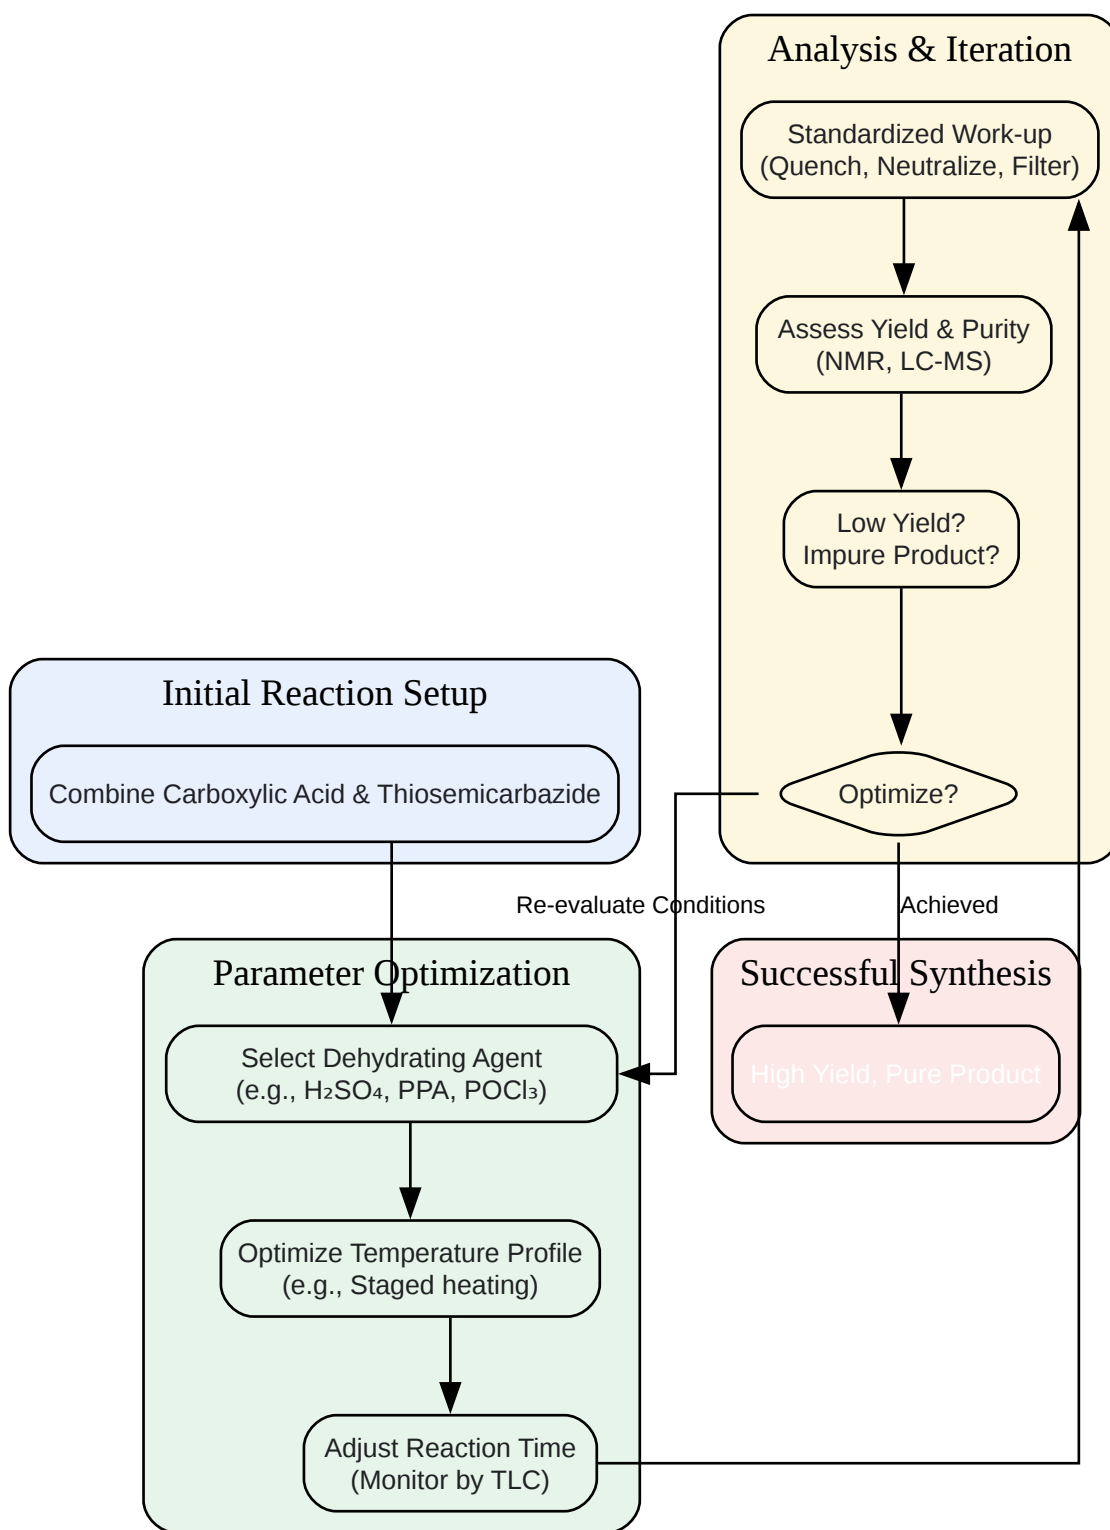 Analysis & Iteration
Standardized Work-up
(Quench, Neutralize, Filter)
Assess Yield & Purity
(NMR, LC-MS)
Low Yield?
Impure Product?
Optimize?
Initial Reaction Setup
Combine Carboxylic Acid & Thiosemicarbazide
Re-evaluate Conditions
Achieved
Parameter Optimization
Select Dehydrating Agent
(e.g., H₂SO₄, PPA, POCl₃)
Optimize Temperature Profile
(e.g., Staged heating)
Adjust Reaction Time
(Monitor by TLC)
Successful Synthesis
High Yield, Pure Product